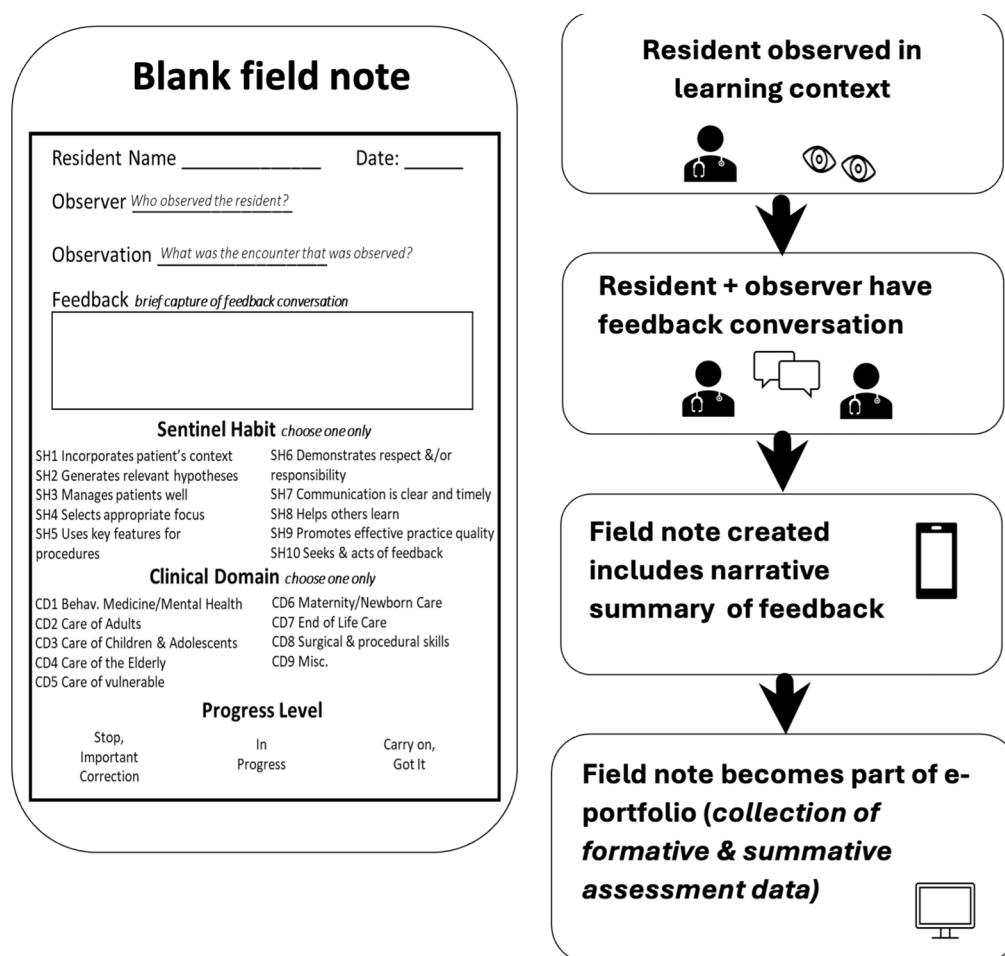 Blank field note
Resident Name ______________ Date: ______
Observer Who observed the resident?
Observation What was the encounter that was observed?
Feedback brief capture of feedback conversation
Sentinel Habit choose one only
SH1 Incorporates patient's context
SH2 Generates relevant hypotheses
SH3 Manages patients well
SH4 Selects appropriate focus
SH5 Uses key features for
procedures
SH6 Demonstrates respect &/or
responsibility
SH7 Communication is clear and timely
SH8 Helps others learn
SH9 Promotes effective practice quality
SH10 Seeks & acts of feedback
Clinical Domain choose one only
CD1 Behav. Medicine/Mental Health
CD2 Care of Adults
CD3 Care of Children & Adolescents
CD4 Care of the Elderly
CD5 Care of vulnerable
CD6 Maternity/Newborn Care
CD7 End of Life Care
CD8 Surgical & procedural skills
CD9 Misc.
Progress Level
Stop,
Important
Correction
In
Progress
Carry on,
Got It
Resident observed in
learning context
Resident + observer have
feedback conversation
Field note created
includes narrative
summary of feedback
Field note becomes part of e-
portfolio (collection of
formative & summative
assessment data)